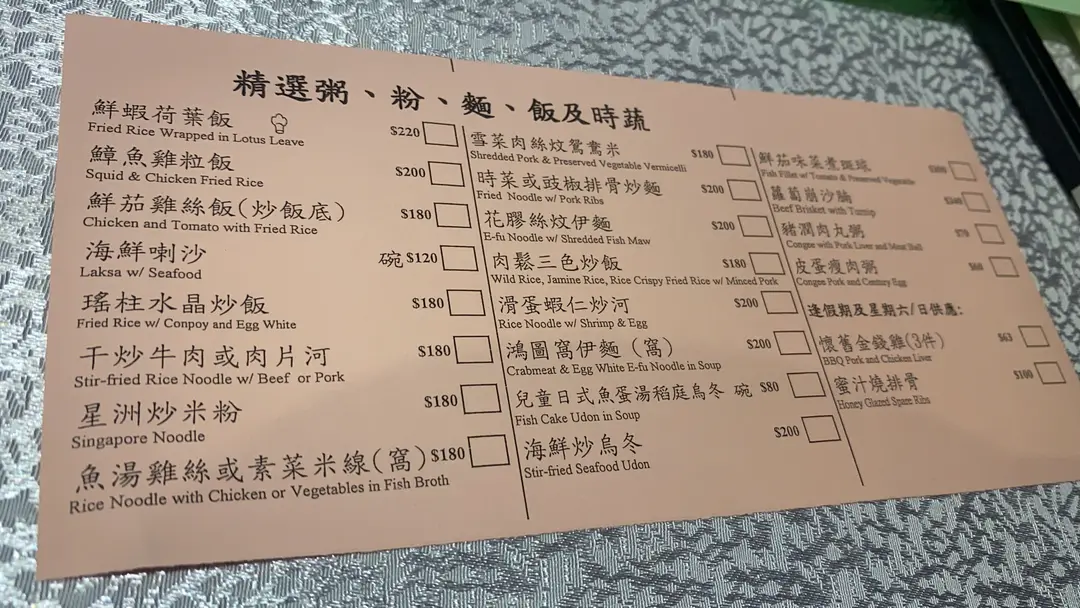 精選粥、粉、麵、飯及時蔬
鮮蝦荷葉飯 $220
Fried Rice Wrapped in Lotus Leave
鱆魚雞粒飯 $200
Squid & Chicken Fried Rice
鮮茄雞絲飯(炒飯底) $180
Chicken and Tomato with Fried Rice
海鮮喇沙 碗 $120
Laksa w/ Seafood
瑤柱水晶炒飯 $180
Fried Rice w/ Conpoy and Egg White
干炒牛肉或肉片河 $180
Stir-fried Rice Noodle w/ Beef or Pork
星洲炒米粉 $180
Singapore Noodle
魚湯雞絲或素菜米線(窩) $180
Rice Noodle with Chicken or Vegetables in Fish Broth
雪菜肉絲炆鴛鴦米 $180
Shredded Pork & Preserved Vegetable Vermicelli
時菜或豉椒排骨炒麵 $200
Fried Noodle w/ Pork Ribs
花膠絲炆伊麵 $200
E-fu Noodle w/ Shredded Fish Maw
肉鬆三色炒飯 $180
Wild Rice, Jamine Rice, Rice Crispy Fried Rice w/ Minced Pork
滑蛋蝦仁炒河 $200
Rice Noodle w/ Shrimp & Egg
鴻圖窩伊麵(窩) $200
Crabmeat & Egg White E-fu Noodle in Soup
兒童日式魚蛋湯稻庭烏冬 碗 $80
Fish Cake Udon in Soup
海鮮炒烏冬 $200
Stir-fried Seafood Udon
鮮茄味菜煮斑球
Fish Fillet w/ Tomato & Preserved Vegetable
蘿蔔崩沙腩
Beef Brisket with Turnip
豬潤肉丸粥
Congee with Pork Liver and Meat Ball
皮蛋瘦肉粥
Congee Pork and Century Egg
逢假期及星期六/日供應:
懷舊金錢雞(3件) $63
BBQ Pork and Chicken Liver
蜜汁燒排骨 $100
Honey Glazed Spare Ribs